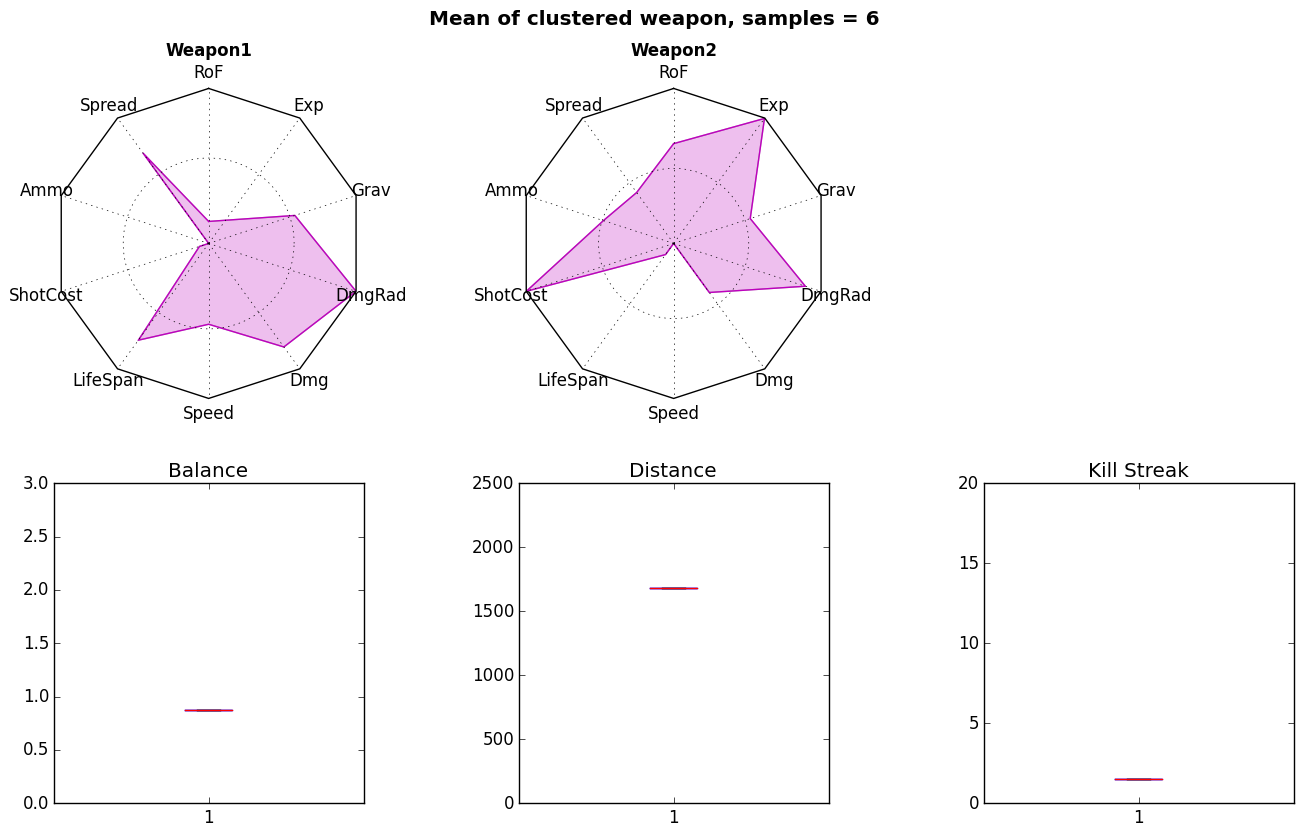 Mean of clustered weapon, samples = 6
Weapon1
RoF
Spread
Exp
Ammo
Grav
ShotCost
DmgRad
LifeSpan
Dmg
Speed
Weapon2
RoF
Spread
Exp
Ammo
Grav
ShotCost
DmgRad
LifeSpan
Dmg
Speed
Balance
3.0
2.5
2.0
1.5
1.0
0.5
0.0
1
Distance
2500
2000
1500
1000
500
0
1
Kill Streak
20
15
10
5
0
1